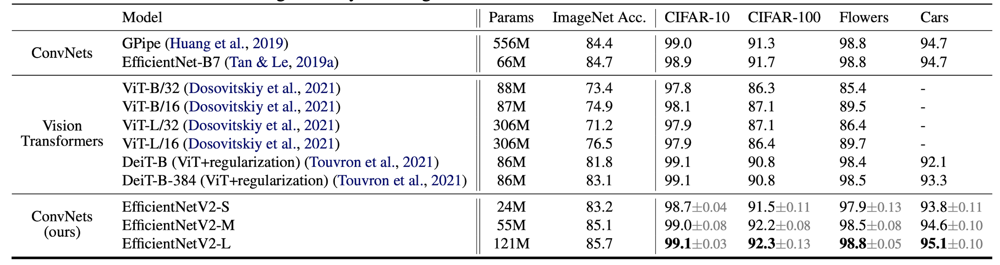 Model Params ImageNet Acc. CIFAR-10 CIFAR-100 Flowers Cars
ConvNets
GPipe (Huang et al., 2019) 556M 84.4 99.0 91.3 98.8 94.7
EfficientNet-B7 (Tan & Le, 2019a) 66M 84.7 98.9 91.7 98.8 94.7
Vision
Transformers
ViT-B/32 (Dosovitskiy et al., 2021) 88M 73.4 97.8 86.3 85.4 -
ViT-B/16 (Dosovitskiy et al., 2021) 87M 74.9 98.1 87.1 89.5 -
ViT-L/32 (Dosovitskiy et al., 2021) 306M 71.2 97.9 87.1 86.4 -
ViT-L/16 (Dosovitskiy et al., 2021) 306M 76.5 97.9 86.4 89.7 -
DeiT-B (ViT+regularization) (Touvron et al., 2021) 86M 81.8 99.1 90.8 98.4 92.1
DeiT-B-384 (ViT+regularization) (Touvron et al., 2021) 86M 83.1 99.1 90.8 98.5 93.3
ConvNets
(ours)
EfficientNetV2-S 24M 83.2 98.7±0.04 91.5±0.11 97.9±0.13 93.8±0.11
EfficientNetV2-M 55M 85.1 99.0±0.08 92.2±0.08 98.5±0.08 94.6±0.10
EfficientNetV2-L 121M 85.7 99.1±0.03 92.3±0.13 98.8±0.05 95.1±0.10